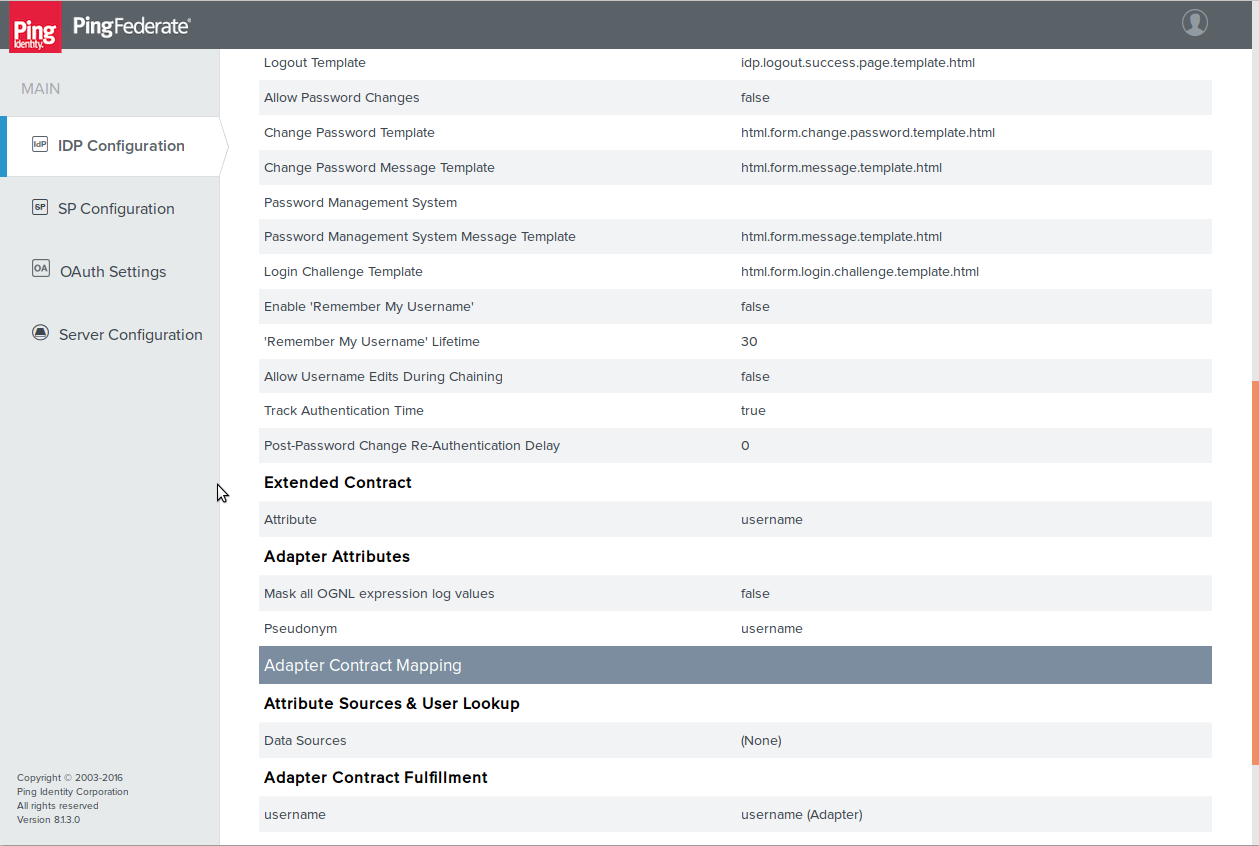 Ping
Identity.
PingFederate®
MAIN
IdP IDP Configuration
SP SP Configuration
OA OAuth Settings
Server Configuration
Copyright © 2003-2016
Ping Identity Corporation
All rights reserved
Version 8.1.3.0
Logout Template idp.logout.success.page.template.html
Allow Password Changes false
Change Password Template html.form.change.password.template.html
Change Password Message Template html.form.message.template.html
Password Management System
Password Management System Message Template html.form.message.template.html
Login Challenge Template html.form.login.challenge.template.html
Enable 'Remember My Username' false
'Remember My Username' Lifetime 30
Allow Username Edits During Chaining false
Track Authentication Time true
Post-Password Change Re-Authentication Delay 0
Extended Contract
Attribute username
Adapter Attributes
Mask all OGNL expression log values false
Pseudonym username
Adapter Contract Mapping
Attribute Sources & User Lookup
Data Sources (None)
Adapter Contract Fulfillment
username username (Adapter)